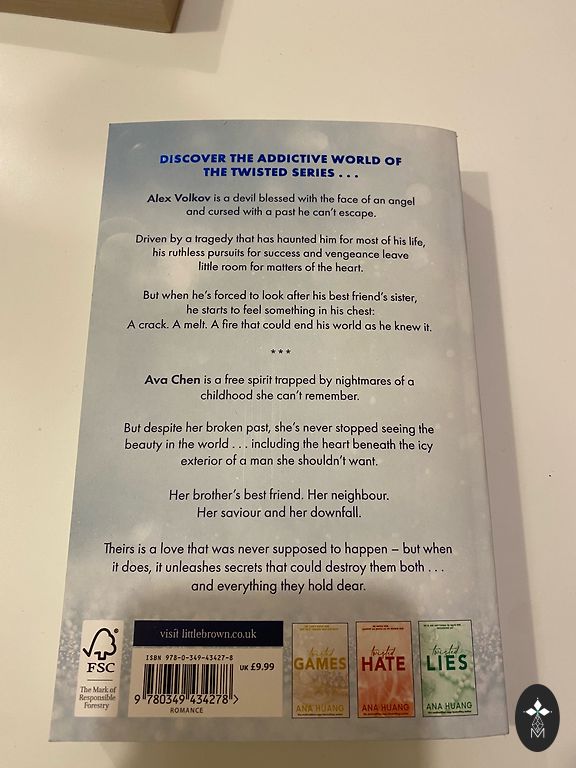 DISCOVER THE ADDICTIVE WORLD OF
THE TWISTED SERIES . . .
Alex Volkov is a devil blessed with the face of an angel
and cursed with a past he can't escape.
Driven by a tragedy that has haunted him for most of his life,
his ruthless pursuits for success and vengeance leave
little room for matters of the heart.
But when he's forced to look after his best friend's sister,
he starts to feel something in his chest:
A crack. A melt. A fire that could end his world as he knew it.
***
Ava Chen is a free spirit trapped by nightmares of a
childhood she can't remember.
But despite her broken past, she's never stopped seeing the
beauty in the world . . . including the heart beneath the icy
exterior of a man she shouldn't want.
Her brother's best friend. Her neighbour.
Her saviour and her downfall.
Theirs is a love that was never supposed to happen – but when
it does, it unleashes secrets that could destroy them both . . .
and everything they hold dear.
FSC
The Mark of
Responsible
Forestry
visit littlebrown.co.uk
ISBN 978-0-349-43427-8
UK £9.99
9 780349 434278 >
ROMANCE
twisted
GAMES
ANA HUANG
twisted
HATE
ANA HUANG
twisted
LIES
ANA HUANG
M